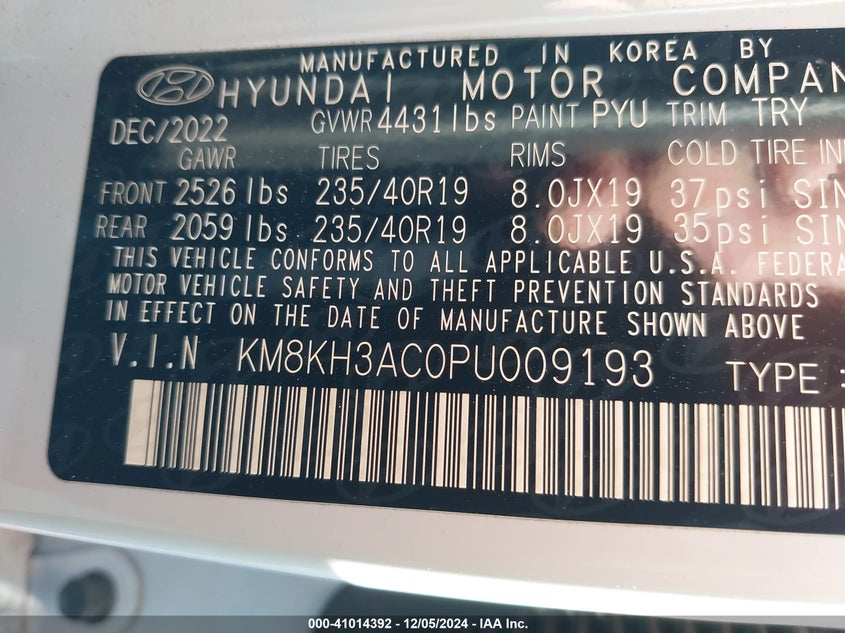 MANUFACTURED IN KOREA BY
HYUNDAI MOTOR COMPAN
DEC/2022 GVWR 4431lbs PAINT PYU TRIM TRY
GAWR TIRES RIMS COLD TIRE
FRONT 2526 lbs 235/40R19 8.0JX19 37psi SIN
REAR 2059 lbs 235/40R19 8.0JX19 35psi SIN
THIS VEHICLE CONFORMS TO ALL APPLICABLE U.S.A. FEDERA
MOTOR VEHICLE SAFETY AND THEFT PREVENTION STANDARDS
IN EFFECT ON THE DATE OF MANUFACTURE SHOWN ABOVE
V.I.N KM8KH3AC0PU009193 TYPE :
000-41014392 - 12/05/2024 - IAA Inc.